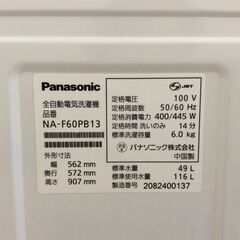 Panasonic
JET
全自動電気洗濯機
品番
NA-F60PB13
外形寸法
幅 562 mm
奥行 572 mm
高さ 907 mm
定格電圧 100 V
定格周波数 50/60 Hz
定格消費電力 400/445 W
定格時間 洗いのみ 14 分
標準洗濯容量 6.0 kg
パナソニック株式会社
中国製
標準水量 49 L
標準使用水量 116 L
製造番号 2082400137